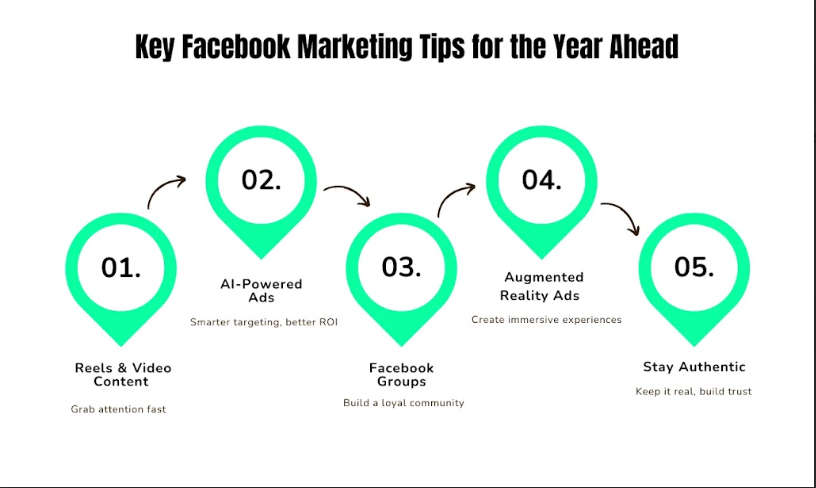 Key Facebook Marketing Tips for the Year Ahead
01.
Reels & Video
Content
Grab attention fast
02.
AI-Powered
Ads
Smarter targeting, better ROI
03.
Facebook
Groups
Build a loyal community
04.
Augmented
Reality Ads
Create immersive experiences
05.
Stay Authentic
Keep it real, build trust